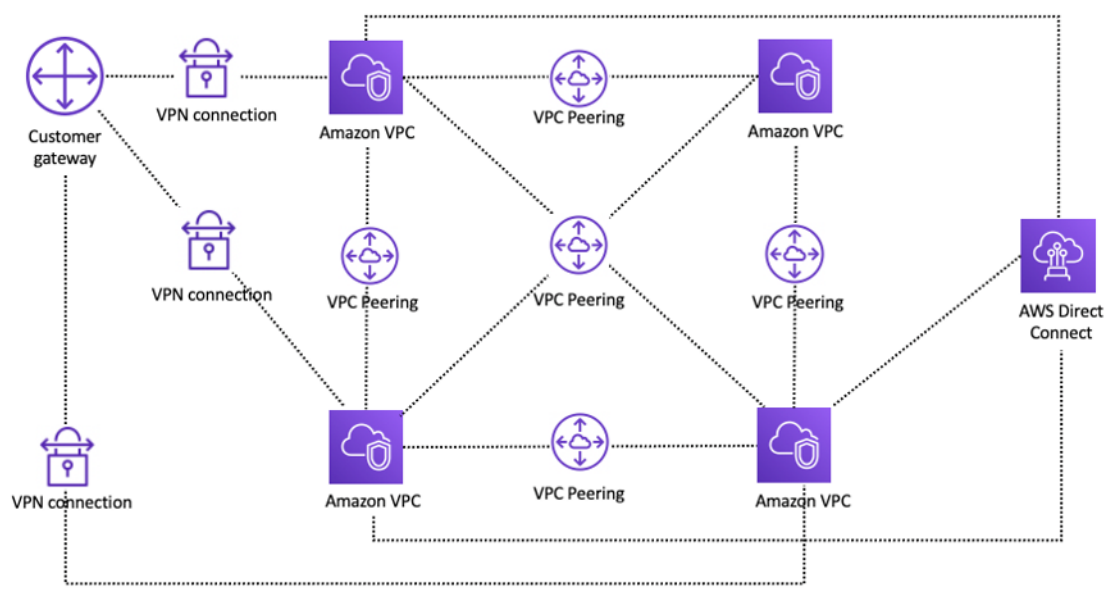 VPN connection
VPC Peering
Amazon VPC
Amazon VPC
Customer
gateway
VPN connection
VPC Peering
VPC Peering
VPC Peering
AWS Direct
Connect
VPN connection
Amazon VPC
VPC Peering
Amazon VPC